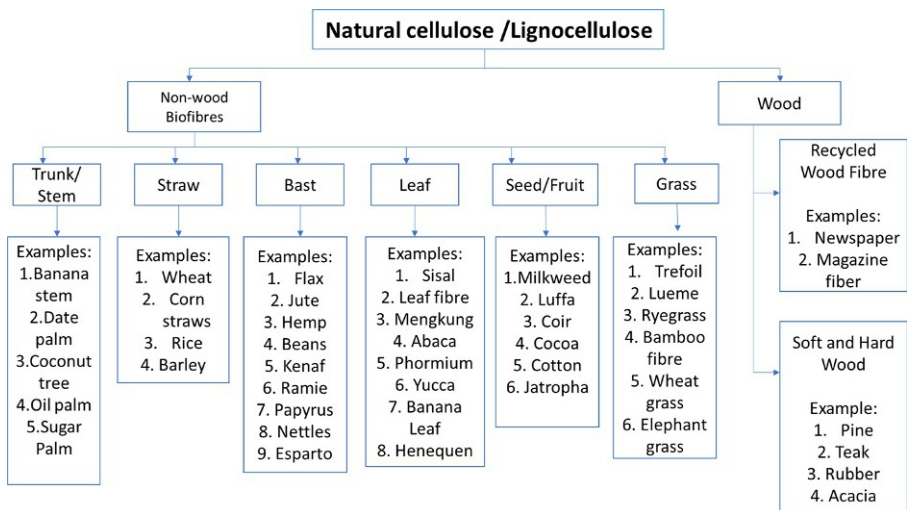 Natural cellulose /Lignocellulose
Non-wood
Biofibres
Wood
Trunk/
Stem
Straw
Bast
Leaf
Seed/Fruit
Grass
Examples:
1.Banana
stem
2.Date
palm
3.Coconut
tree
4.Oil palm
5.Sugar
Palm
Examples:
1. Wheat
2. Corn
straws
3. Rice
4. Barley
Examples:
1. Flax
2. Jute
3. Hemp
4. Beans
5. Kenaf
6. Ramie
7. Papyrus
8. Nettles
9. Esparto
Examples:
1. Sisal
2. Leaf fibre
3. Mengkung
4. Abaca
5. Phormium
6. Yucca
7. Banana
Leaf
8. Henequen
Examples:
1.Milkweed
2. Luffa
3. Coir
4. Cocoa
5. Cotton
6. Jatropha
Examples:
1. Trefoil
2. Lueme
3. Ryegrass
4. Bamboo
fibre
5. Wheat
grass
6. Elephant
grass
Recycled
Wood Fibre
Examples:
1. Newspaper
2. Magazine
fiber
Soft and Hard
Wood
Example:
1. Pine
2. Teak
3. Rubber
4. Acacia